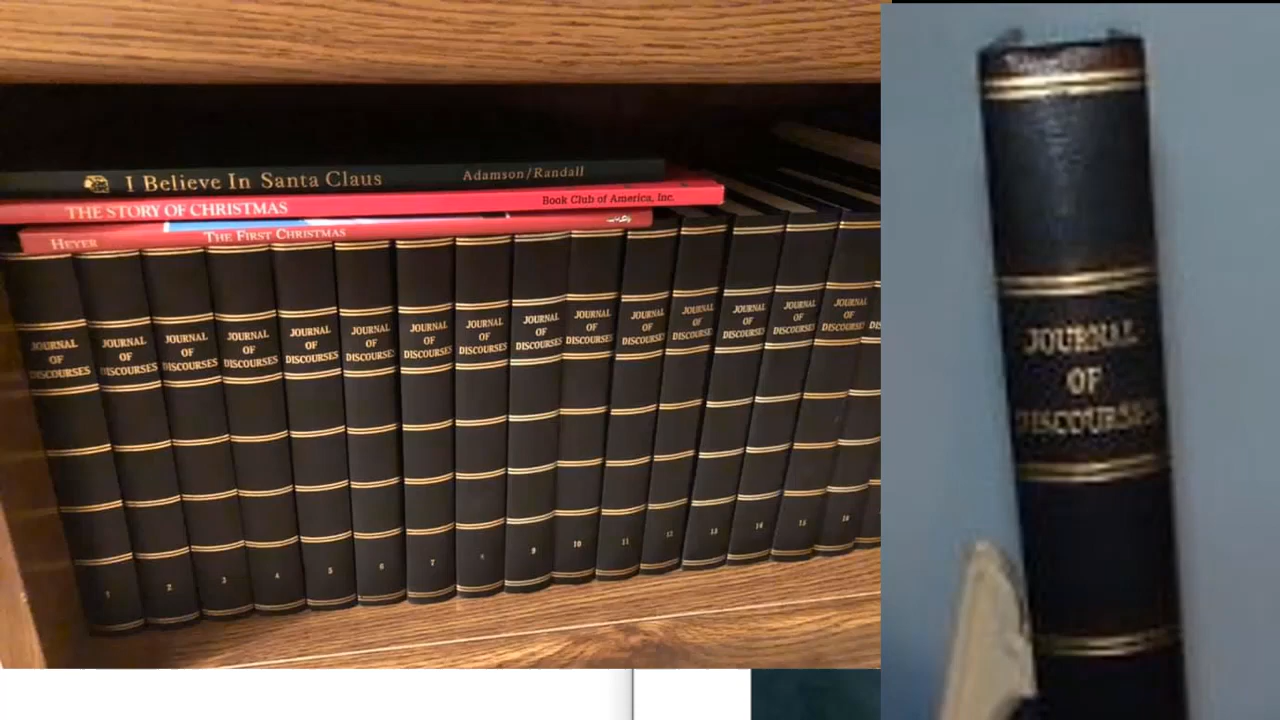 I Believe In Santa Claus Adamson/Randall
THE STORY OF CHRISTMAS Book Club of America, Inc.
HEYER THE FIRST CHRISTMAS
JOURNAL
OF
DISCOURSES
1
JOURNAL
OF
DISCOURSES
2
JOURNAL
OF
DISCOURSES
3
JOURNAL
OF
DISCOURSES
4
JOURNAL
OF
DISCOURSES
5
JOURNAL
OF
DISCOURSES
6
JOURNAL
OF
DISCOURSES
7
JOURNAL
OF
DISCOURSES
8
JOURNAL
OF
DISCOURSES
9
JOURNAL
OF
DISCOURSES
10
JOURNAL
OF
DISCOURSES
11
JOURNAL
OF
DISCOURSES
12
JOURNAL
OF
DISCOURSES
13
JOURNAL
OF
DISCOURSES
14
JOURNAL
OF
DISCOURSES
15
JOURNAL
OF
DISCOURSES
16
DI
JOURNAL
OF
DISCOURSES